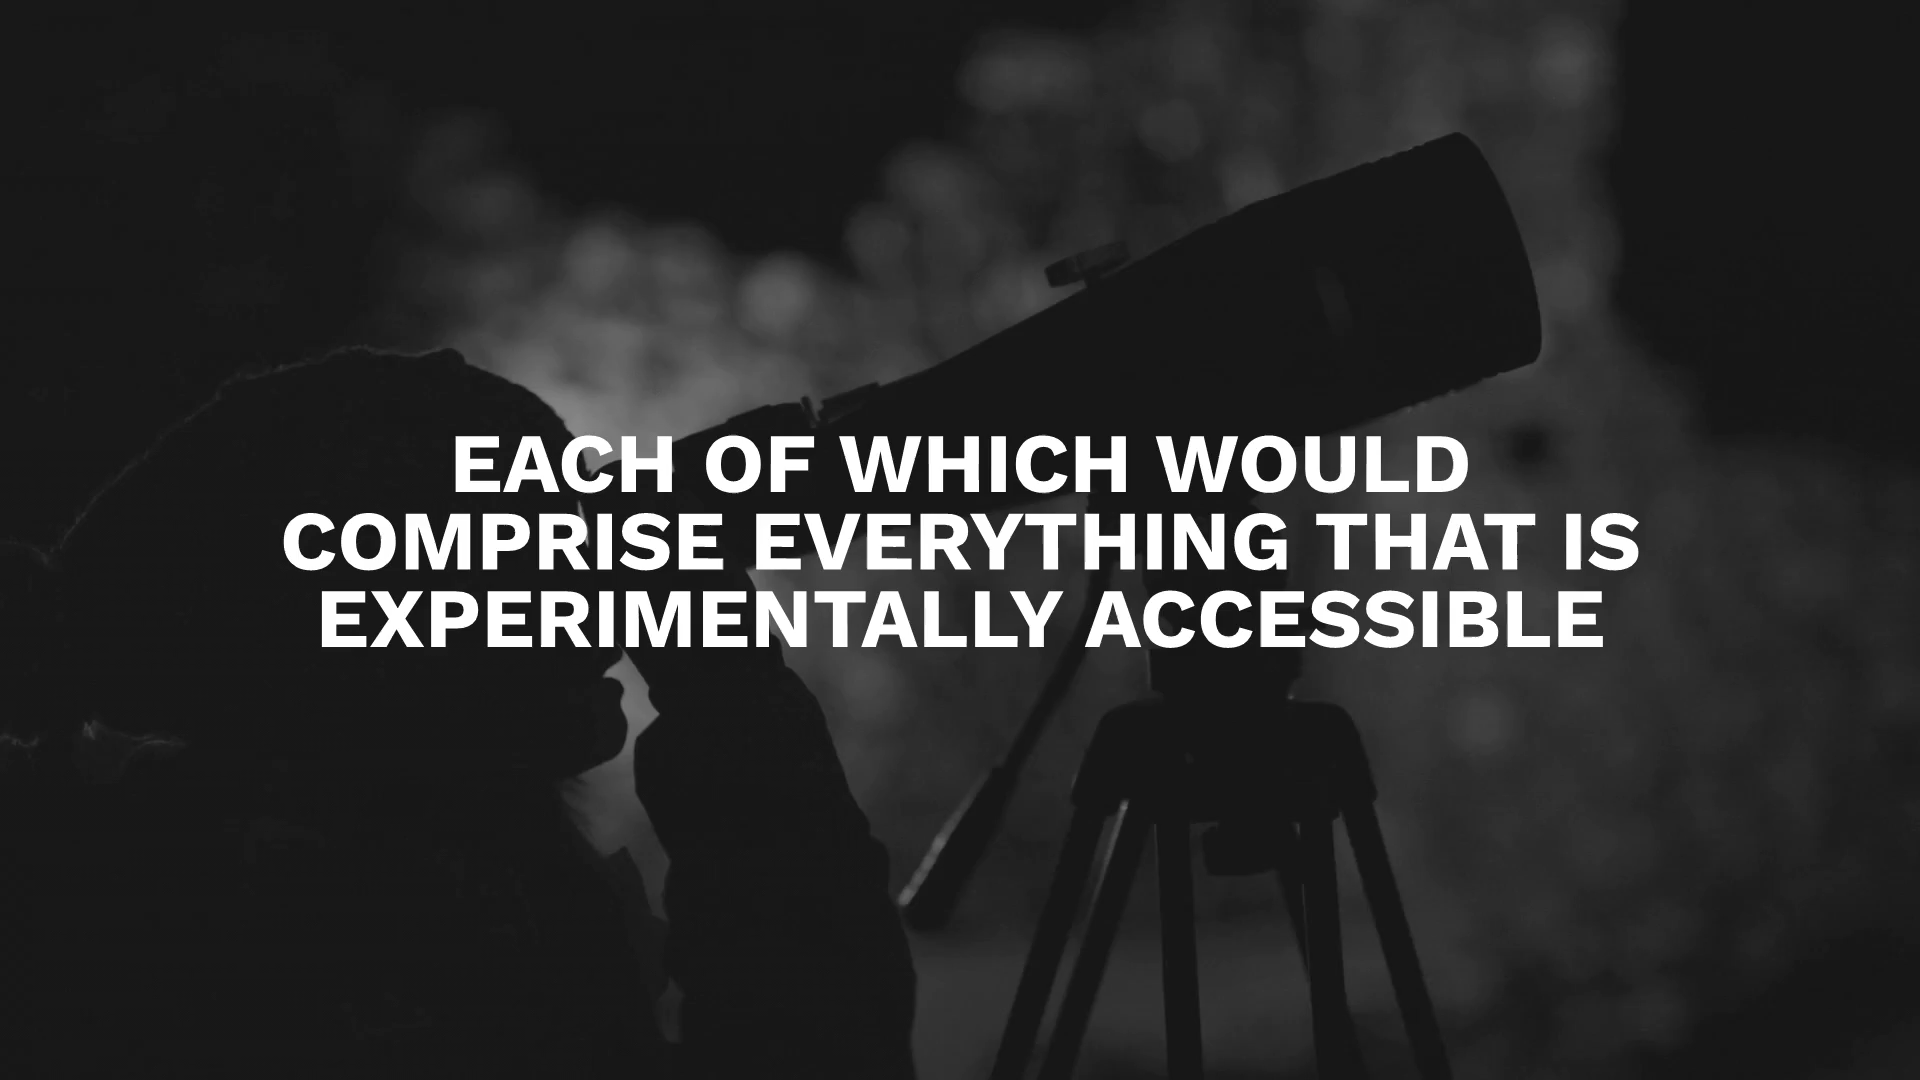 EACH OF WHICH WOULD
COMPRISE EVERYTHING THAT IS
EXPERIMENTALLY ACCESSIBLE